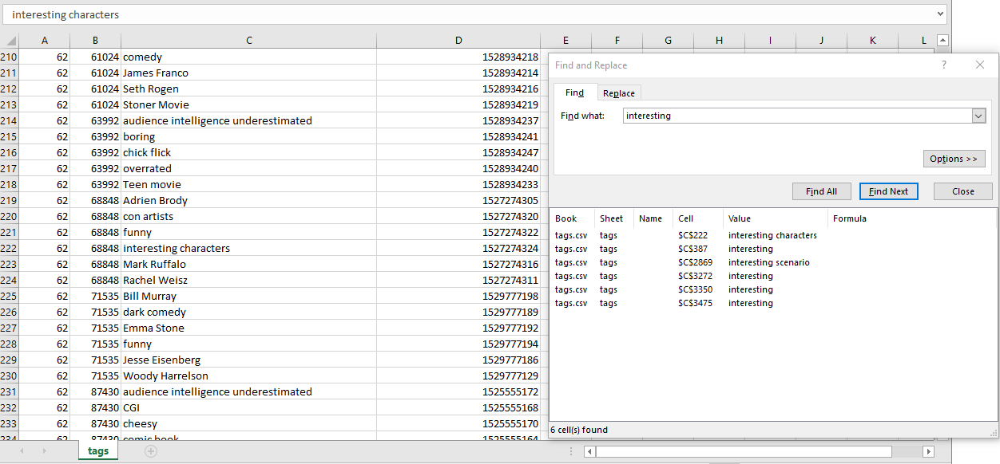 interesting characters
A B C D E F G H I J K L
210 62 61024 comedy 1528934218
211 62 61024 James Franco 1528934214
212 62 61024 Seth Rogen 1528934216
213 62 61024 Stoner Movie 1528934219
214 62 63992 audience intelligence underestimated 1528934237
215 62 63992 boring 1528934241
216 62 63992 chick flick 1528934247
217 62 63992 overrated 1528934240
218 62 63992 Teen movie 1528934233
219 62 68848 Adrien Brody 1527274305
220 62 68848 con artists 1527274320
221 62 68848 funny 1527274322
222 62 68848 interesting characters 1527274324
223 62 68848 Mark Ruffalo 1527274316
224 62 68848 Rachel Weisz 1527274311
225 62 71535 Bill Murray 1529777198
226 62 71535 dark comedy 1529777189
227 62 71535 Emma Stone 1529777192
228 62 71535 funny 1529777194
229 62 71535 Jesse Eisenberg 1529777186
230 62 71535 Woody Harrelson 1529777129
231 62 87430 audience intelligence underestimated 1525555172
232 62 87430 CGI 1525555168
233 62 87430 cheesy 1525555170
234 62 87430 comic book 1525555164
tags
Find and Replace ?
Find Replace
Find what: interesting
Options >>
Find All Find Next Close
Book Sheet Name Cell Value Formula
tags.csv tags $C$222 interesting characters
tags.csv tags $C$387 interesting
tags.csv tags $C$2869 interesting scenario
tags.csv tags $C$3272 interesting
tags.csv tags $C$3350 interesting
tags.csv tags $C$3475 interesting
6 cell(s) found